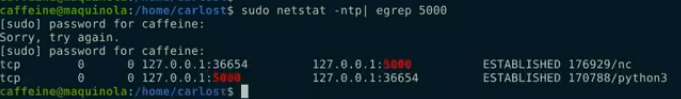 caffeine@maquinola:/home/carlost$ sudo netstat -ntp| egrep 5000
[sudo] password for caffeine:
Sorry, try again.
[sudo] password for caffeine:
tcp 0 0 127.0.0.1:36654 127.0.0.1:5000 ESTABLISHED 176929/nc
tcp 0 0 127.0.0.1:5000 127.0.0.1:36654 ESTABLISHED 170788/python3
caffeine@maquinola:/home/carlost$